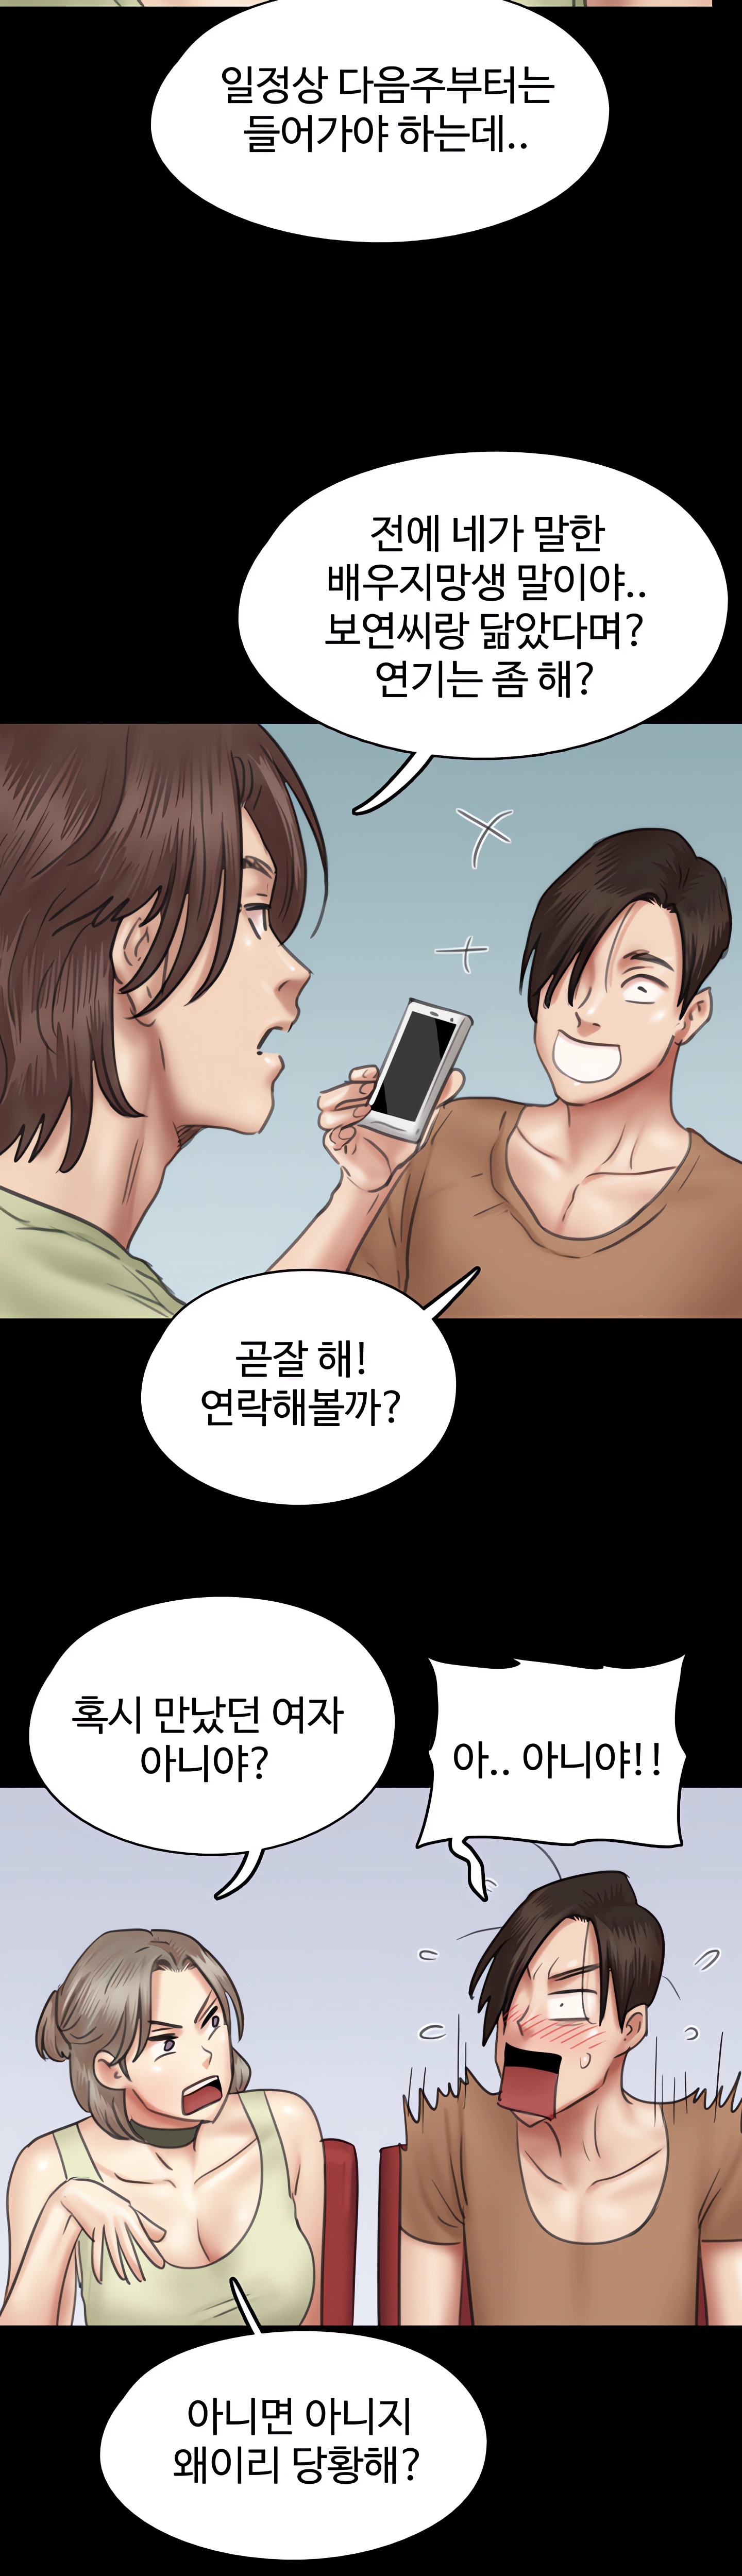 일정상 다음주부터는
들어가야 하는데..
전에 네가 말한
배우지망생 말이야..
보연씨랑 닮았다며?
연기는 좀 해?
곧잘 해!
연락해볼까?
혹시 만났던 여자
아니야?
아.. 아니야!!
아니면 아니지
왜이리 당황해?